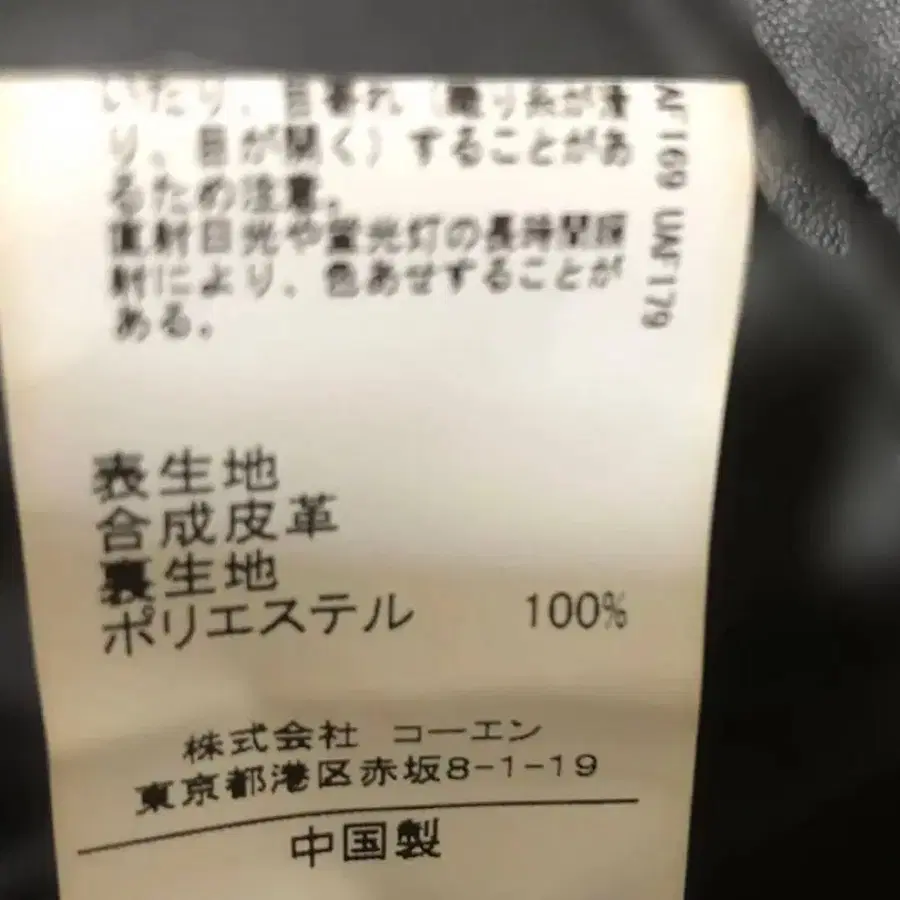 いたり、目寄れ（織り糸が滑
り、目が開く）することがあ
るため注意。
直射日光や蛍光灯の長時間照
射により、色あせすることが
ある。
AF169 UAF179
表生地
合成皮革
裏生地
ポリエステル 100%
株式会社 コーエン
東京都港区赤坂8-1-19
中国製